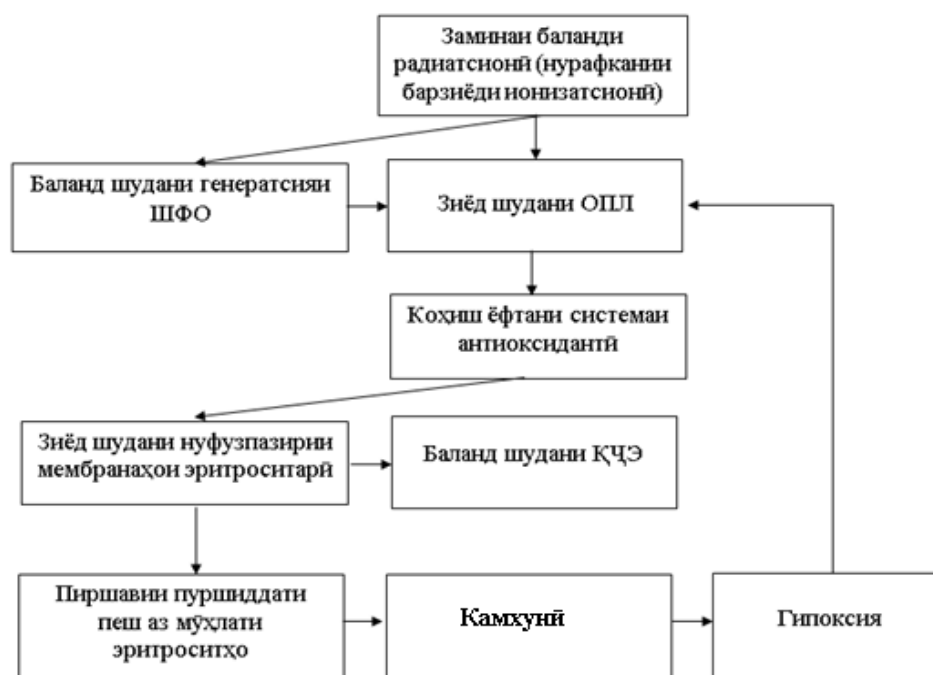 Заминаи баланди
радиатсионӣ (нурафкании
барзиёди ионизатсионӣ)
Баланд шудани генератсияи
ШФО
Зиёд шудани ОПЛ
Коҳиш ёфтани системаи
антиоксидантӣ
Зиёд шудани нуфузпазирии
мембранаҳои эритроситарӣ
Баланд шудани ҚҶЭ
Пиршавии пуршиддати
пеш аз мӯҳлати
эритроситҳо
Камхунӣ
Гипоксия